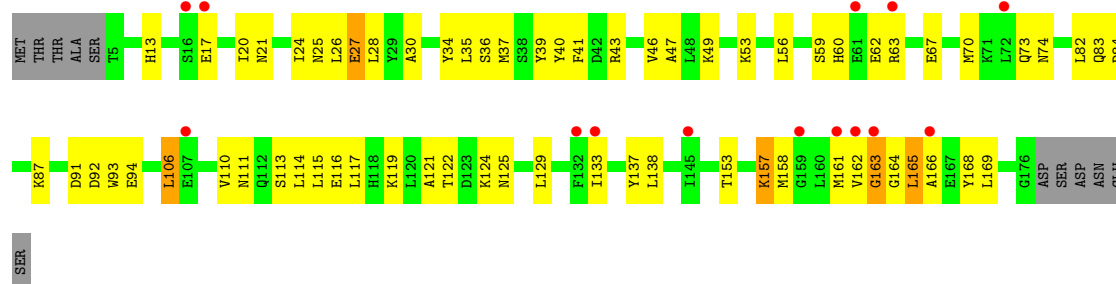 MET THR THR ALA SER T5 H13 S16 E17 I20 N21 I24 N25 L26 E27 L28 Y29 A30 Y34 L35 S36 M37 S38 Y39 Y40 F41 D42 R43 V46 A47 L48 K49 K53 L56 S59 H60 E61 E62 R63 E67 M70 K71 L72 Q73 N74 L82 Q83
K87 D91 D92 W93 E94 L106 E107 V110 N111 Q112 S113 L114 L115 E116 L117 H118 K119 L120 A121 T122 D123 K124 N125 L129 F132 I133 Y137 L138 I145 T153 K157 M158 G159 L160 M161 V162 G163 G164 L165 A166 E167 Y168 L169 G176 ASP SER ASP ASN
SER